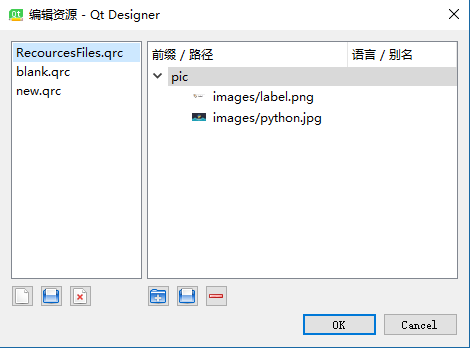 编辑资源 - Qt Designer
RecourcesFiles.qrc
blank.qrc
new.qrc
前缀 / 路径
语言 / 别名
pic
images/label.png
images/python.jpg
OK
Cancel